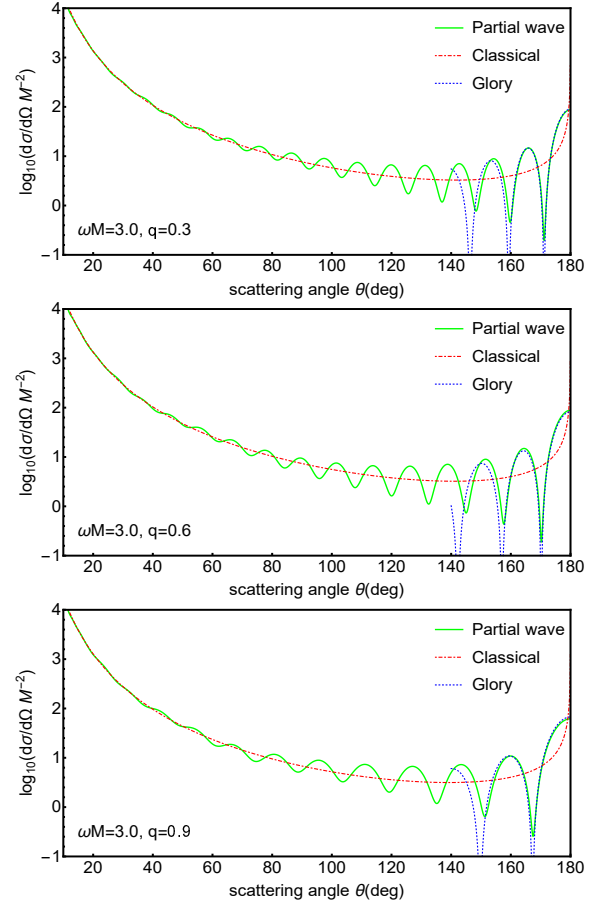 4
3
2
1
0
−1
log₁₀(dσ/dΩ M⁻²)
Partial wave
Classical
Glory
ωM=3.0, q=0.3
20 40 60 80 100 120 140 160 180
scattering angle θ(deg)
4
3
2
1
0
−1
log₁₀(dσ/dΩ M⁻²)
Partial wave
Classical
Glory
ωM=3.0, q=0.6
20 40 60 80 100 120 140 160 180
scattering angle θ(deg)
4
3
2
1
0
−1
log₁₀(dσ/dΩ M⁻²)
Partial wave
Classical
Glory
ωM=3.0, q=0.9
20 40 60 80 100 120 140 160 180
scattering angle θ(deg)